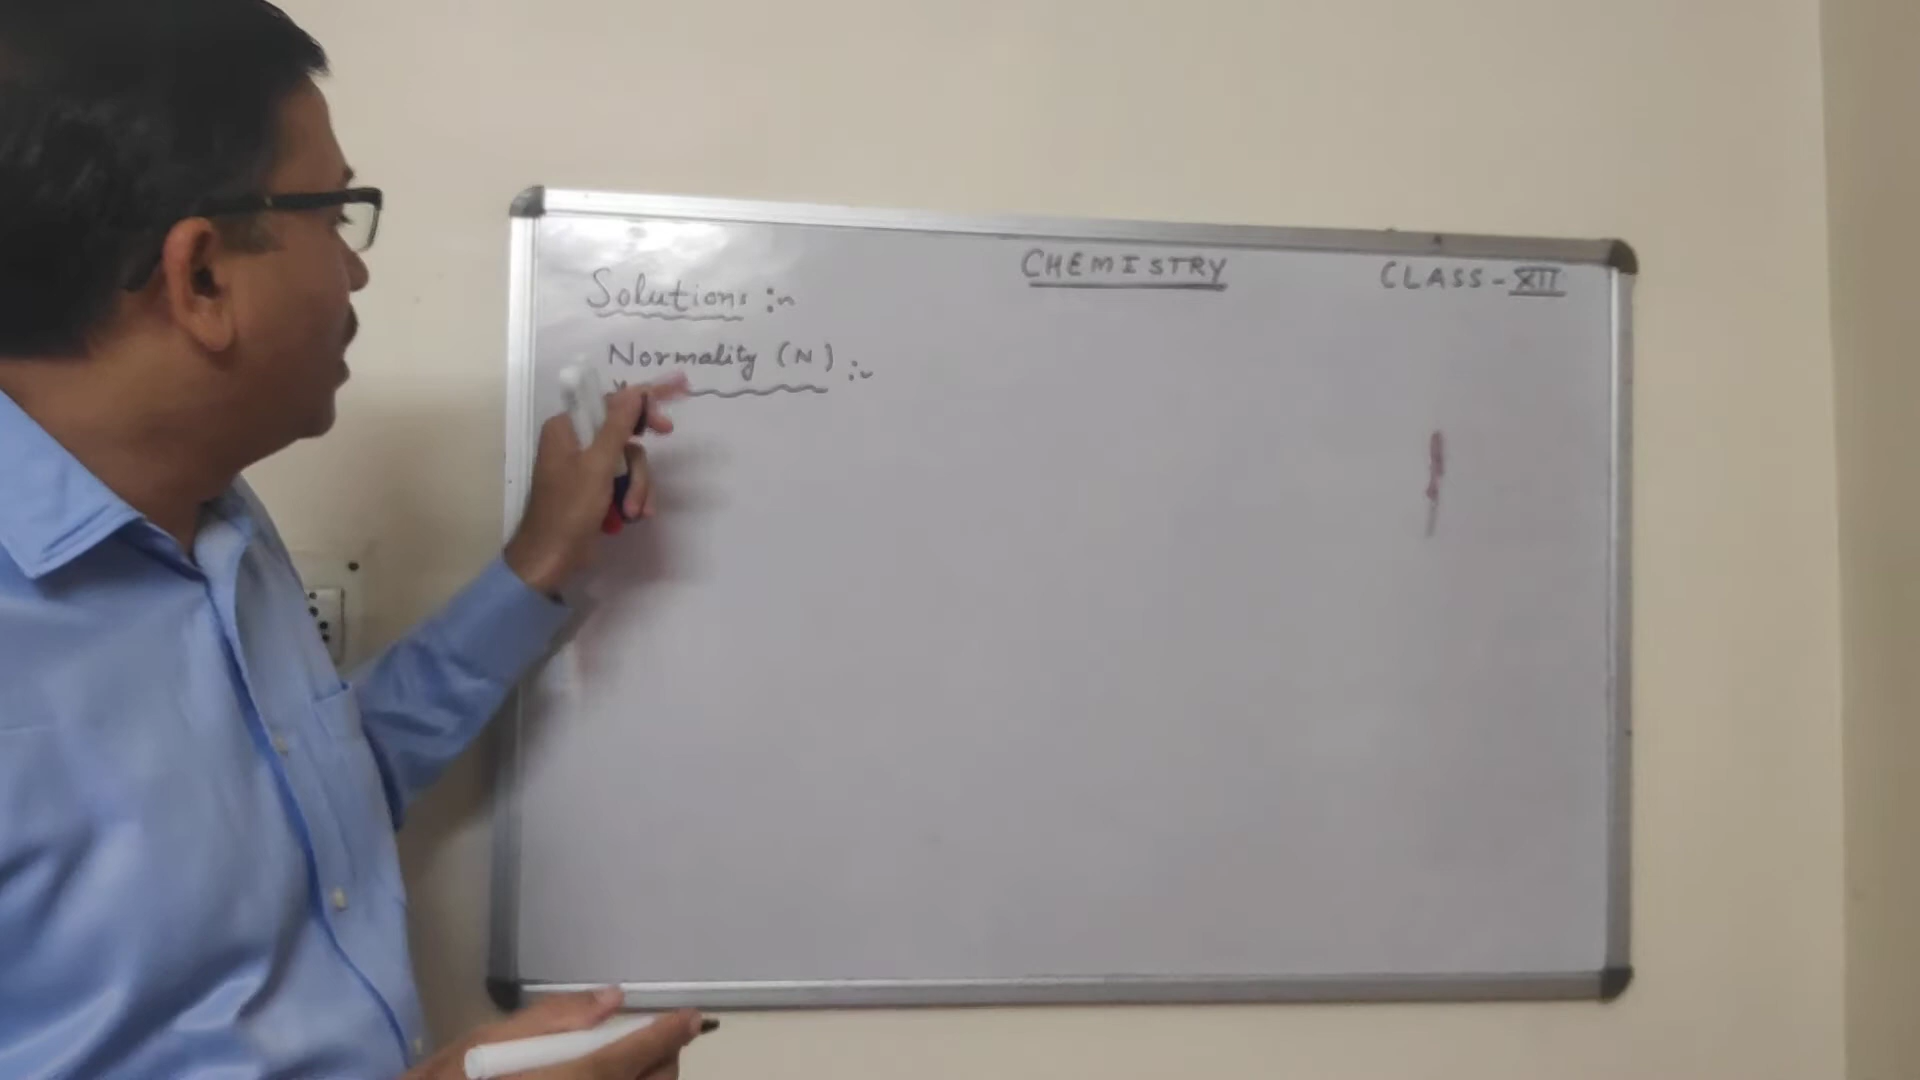 CHEMISTRY
CLASS - XII
Solutions :~
Normality (N) :~